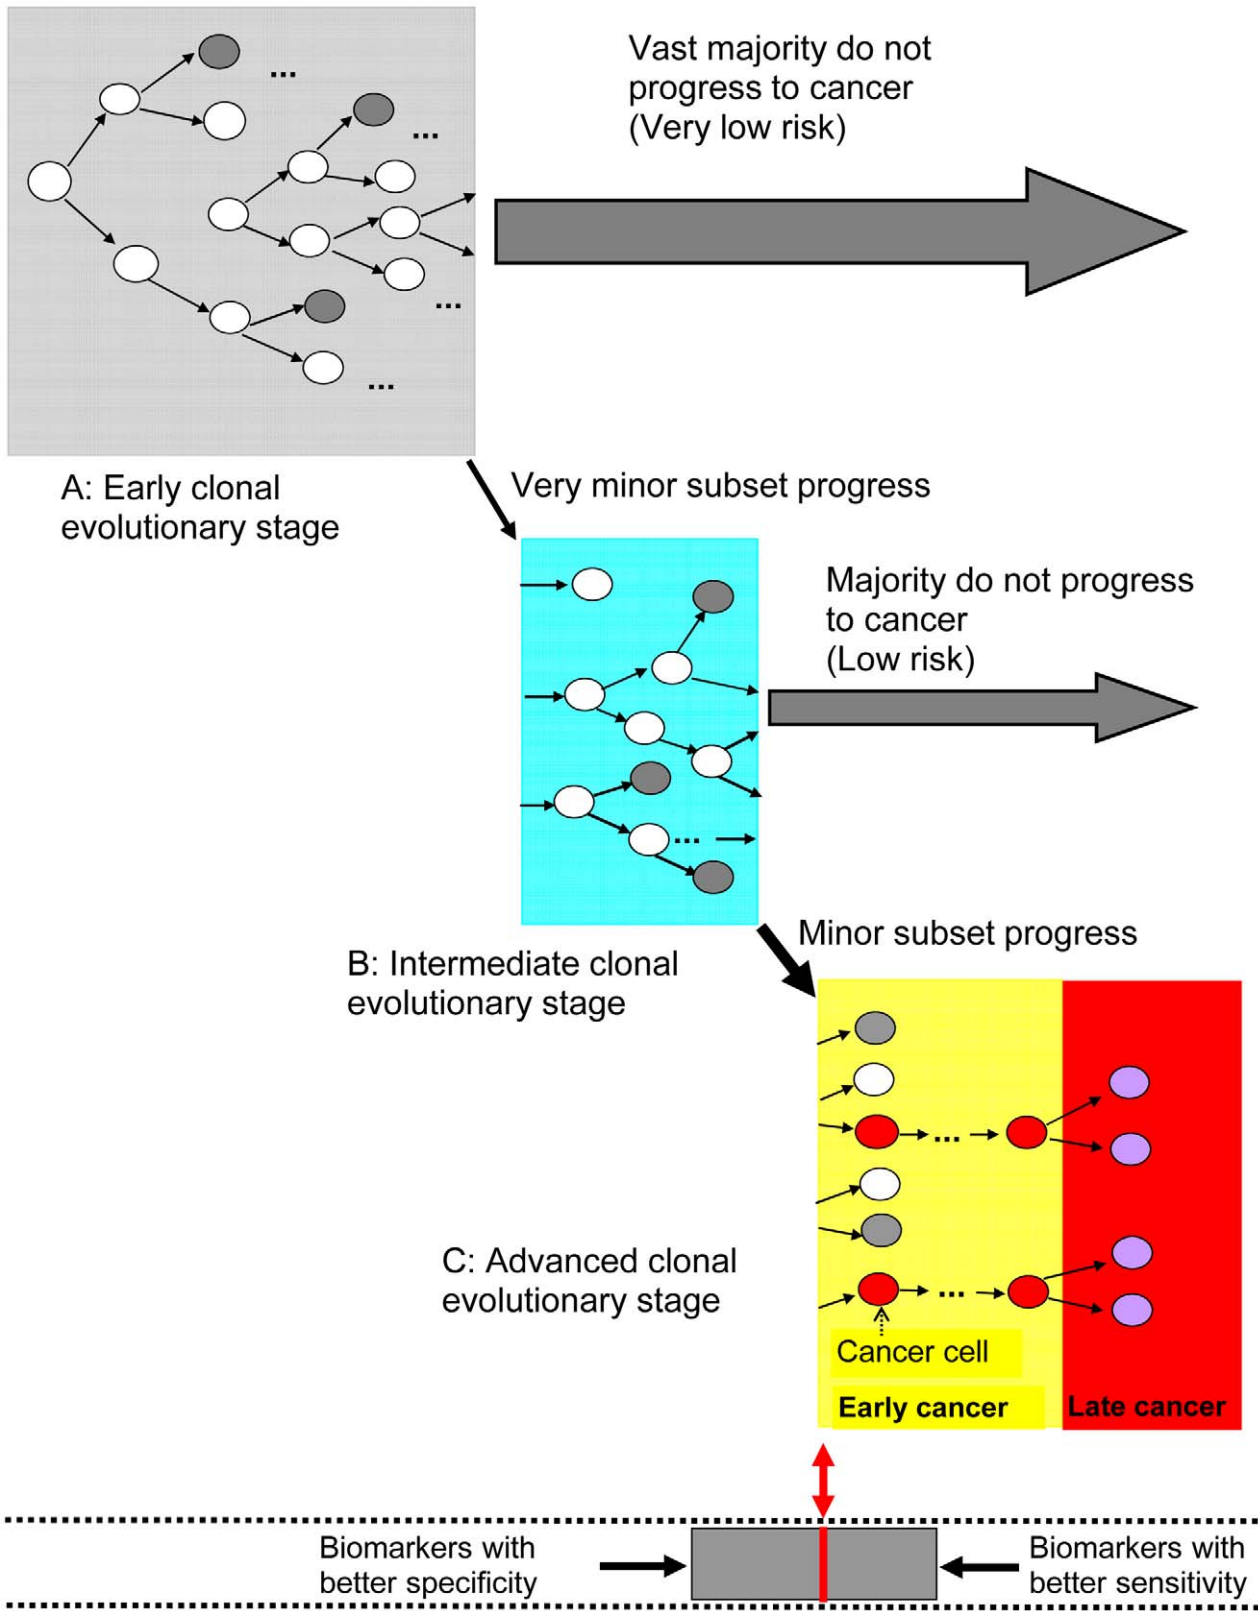 Vast majority do not
progress to cancer
(Very low risk)
...
...
...
...
A: Early clonal
evolutionary stage
Very minor subset progress
Majority do not progress
to cancer
(Low risk)
...
B: Intermediate clonal
evolutionary stage
Minor subset progress
...
...
C: Advanced clonal
evolutionary stage
Cancer cell
Early cancer
Late cancer
Biomarkers with
better specificity
Biomarkers with
better sensitivity